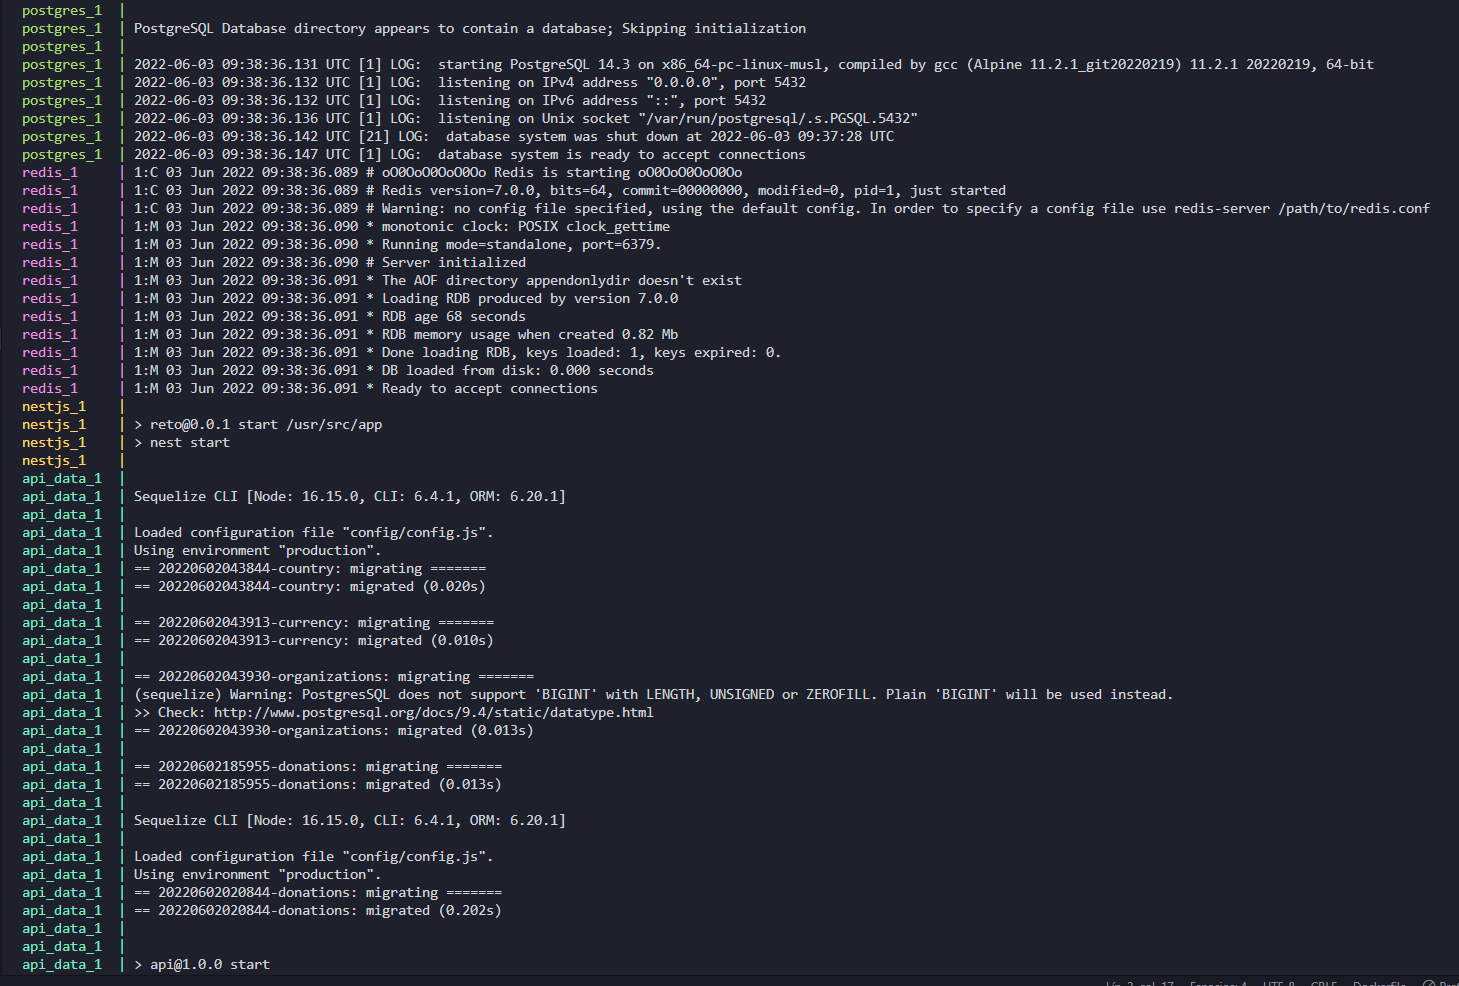 postgres_1 |
postgres_1 | PostgreSQL Database directory appears to contain a database; Skipping initialization
postgres_1 |
postgres_1 | 2022-06-03 09:38:36.131 UTC [1] LOG:  starting PostgreSQL 14.3 on x86_64-pc-linux-musl, compiled by gcc (Alpine 11.2.1_git20220219) 11.2.1 20220219, 64-bit
postgres_1 | 2022-06-03 09:38:36.132 UTC [1] LOG:  listening on IPv4 address "0.0.0.0", port 5432
postgres_1 | 2022-06-03 09:38:36.132 UTC [1] LOG:  listening on IPv6 address "::", port 5432
postgres_1 | 2022-06-03 09:38:36.136 UTC [1] LOG:  listening on Unix socket "/var/run/postgresql/.s.PGSQL.5432"
postgres_1 | 2022-06-03 09:38:36.142 UTC [21] LOG:  database system was shut down at 2022-06-03 09:37:28 UTC
postgres_1 | 2022-06-03 09:38:36.147 UTC [1] LOG:  database system is ready to accept connections
redis_1 | 1:C 03 Jun 2022 09:38:36.089 # oO0OoO0OoO0Oo Redis is starting oO0OoO0OoO0Oo
redis_1 | 1:C 03 Jun 2022 09:38:36.089 # Redis version=7.0.0, bits=64, commit=00000000, modified=0, pid=1, just started
redis_1 | 1:C 03 Jun 2022 09:38:36.089 # Warning: no config file specified, using the default config. In order to specify a config file use redis-server /path/to/redis.conf
redis_1 | 1:M 03 Jun 2022 09:38:36.090 * monotonic clock: POSIX clock_gettime
redis_1 | 1:M 03 Jun 2022 09:38:36.090 * Running mode=standalone, port=6379.
redis_1 | 1:M 03 Jun 2022 09:38:36.090 # Server initialized
redis_1 | 1:M 03 Jun 2022 09:38:36.091 * The AOF directory appendonlydir doesn't exist
redis_1 | 1:M 03 Jun 2022 09:38:36.091 * Loading RDB produced by version 7.0.0
redis_1 | 1:M 03 Jun 2022 09:38:36.091 * RDB age 68 seconds
redis_1 | 1:M 03 Jun 2022 09:38:36.091 * RDB memory usage when created 0.82 Mb
redis_1 | 1:M 03 Jun 2022 09:38:36.091 * Done loading RDB, keys loaded: 1, keys expired: 0.
redis_1 | 1:M 03 Jun 2022 09:38:36.091 * DB loaded from disk: 0.000 seconds
redis_1 | 1:M 03 Jun 2022 09:38:36.091 * Ready to accept connections
nestjs_1 |
nestjs_1 | > reto@0.0.1 start /usr/src/app
nestjs_1 | > nest start
nestjs_1 |
api_data_1 |
api_data_1 | Sequelize CLI [Node: 16.15.0, CLI: 6.4.1, ORM: 6.20.1]
api_data_1 |
api_data_1 | Loaded configuration file "config/config.js".
api_data_1 | Using environment "production".
api_data_1 | == 20220602043844-country: migrating =======
api_data_1 | == 20220602043844-country: migrated (0.020s)
api_data_1 |
api_data_1 | == 20220602043913-currency: migrating =======
api_data_1 | == 20220602043913-currency: migrated (0.010s)
api_data_1 |
api_data_1 | == 20220602043930-organizations: migrating =======
api_data_1 | (sequelize) Warning: PostgresSQL does not support 'BIGINT' with LENGTH, UNSIGNED or ZEROFILL. Plain 'BIGINT' will be used instead.
api_data_1 | >> Check: http://www.postgresql.org/docs/9.4/static/datatype.html
api_data_1 | == 20220602043930-organizations: migrated (0.013s)
api_data_1 |
api_data_1 | == 20220602185955-donations: migrating =======
api_data_1 | == 20220602185955-donations: migrated (0.013s)
api_data_1 |
api_data_1 | Sequelize CLI [Node: 16.15.0, CLI: 6.4.1, ORM: 6.20.1]
api_data_1 |
api_data_1 | Loaded configuration file "config/config.js".
api_data_1 | Using environment "production".
api_data_1 | == 20220602020844-donations: migrating =======
api_data_1 | == 20220602020844-donations: migrated (0.202s)
api_data_1 |
api_data_1 |
api_data_1 | > api@1.0.0 start